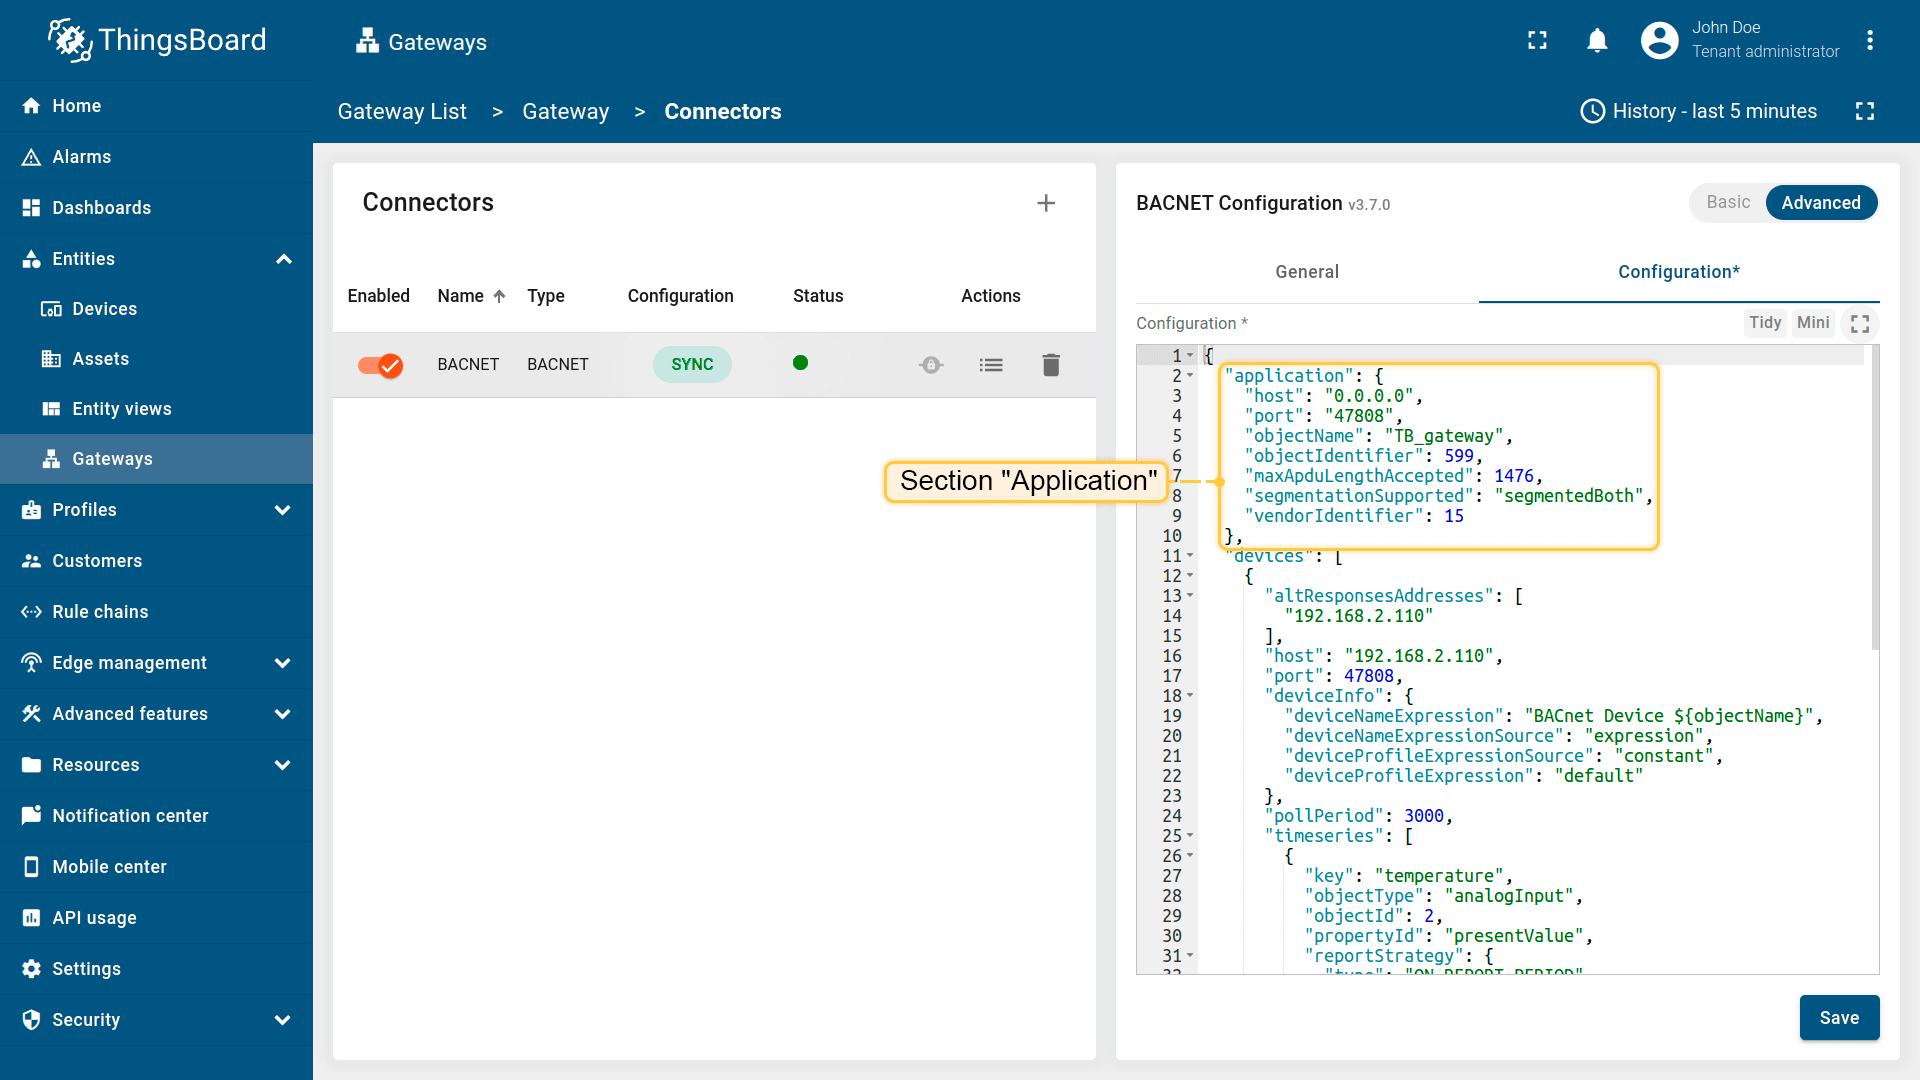 ThingsBoard
Gateways
John Doe
Tenant administrator
Gateway List > Gateway > Connectors
History - last 5 minutes
Home
Alarms
Dashboards
Entities
Devices
Assets
Entity views
Gateways
Profiles
Customers
Rule chains
Edge management
Advanced features
Resources
Notification center
Mobile center
API usage
Settings
Security
Connectors
Enabled Name Type Configuration Status Actions
BACNET BACNET SYNC
Section "Application"
BACNET Configuration v3.7.0
Basic Advanced
General Configuration*
Configuration *
Tidy Mini
1 {
2 "application": {
3 "host": "0.0.0.0",
4 "port": "47808",
5 "objectName": "TB_gateway",
6 "objectIdentifier": 599,
7 "maxApduLengthAccepted": 1476,
8 "segmentationSupported": "segmentedBoth",
9 "vendorIdentifier": 15
10 },
11 "devices": [
12 {
13 "altResponsesAddresses": [
14 "192.168.2.110"
15 ],
16 "host": "192.168.2.110",
17 "port": 47808,
18 "deviceInfo": {
19 "deviceNameExpression": "BACnet Device ${objectName}",
20 "deviceNameExpressionSource": "expression",
21 "deviceProfileExpressionSource": "constant",
22 "deviceProfileExpression": "default"
23 },
24 "pollPeriod": 3000,
25 "timeseries": [
26 {
27 "key": "temperature",
28 "objectType": "analogInput",
29 "objectId": 2,
30 "propertyId": "presentValue",
31 "reportStrategy": {
32 "type": "ON_REPORT_PERIOD",
Save